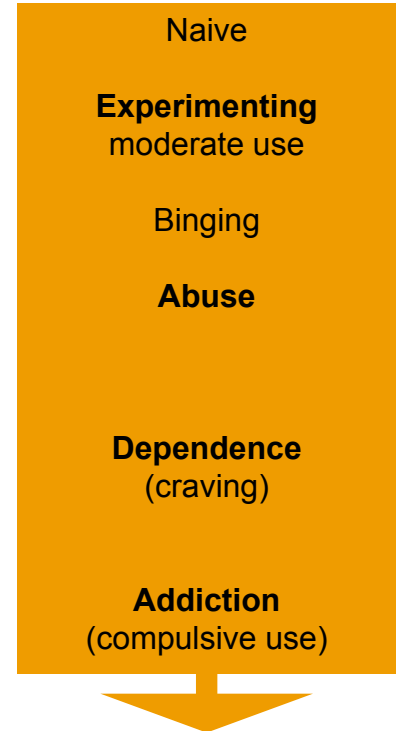 Naive
Experimenting
moderate use
Binging
Abuse
Dependence
(craving)
Addiction
(compulsive use)